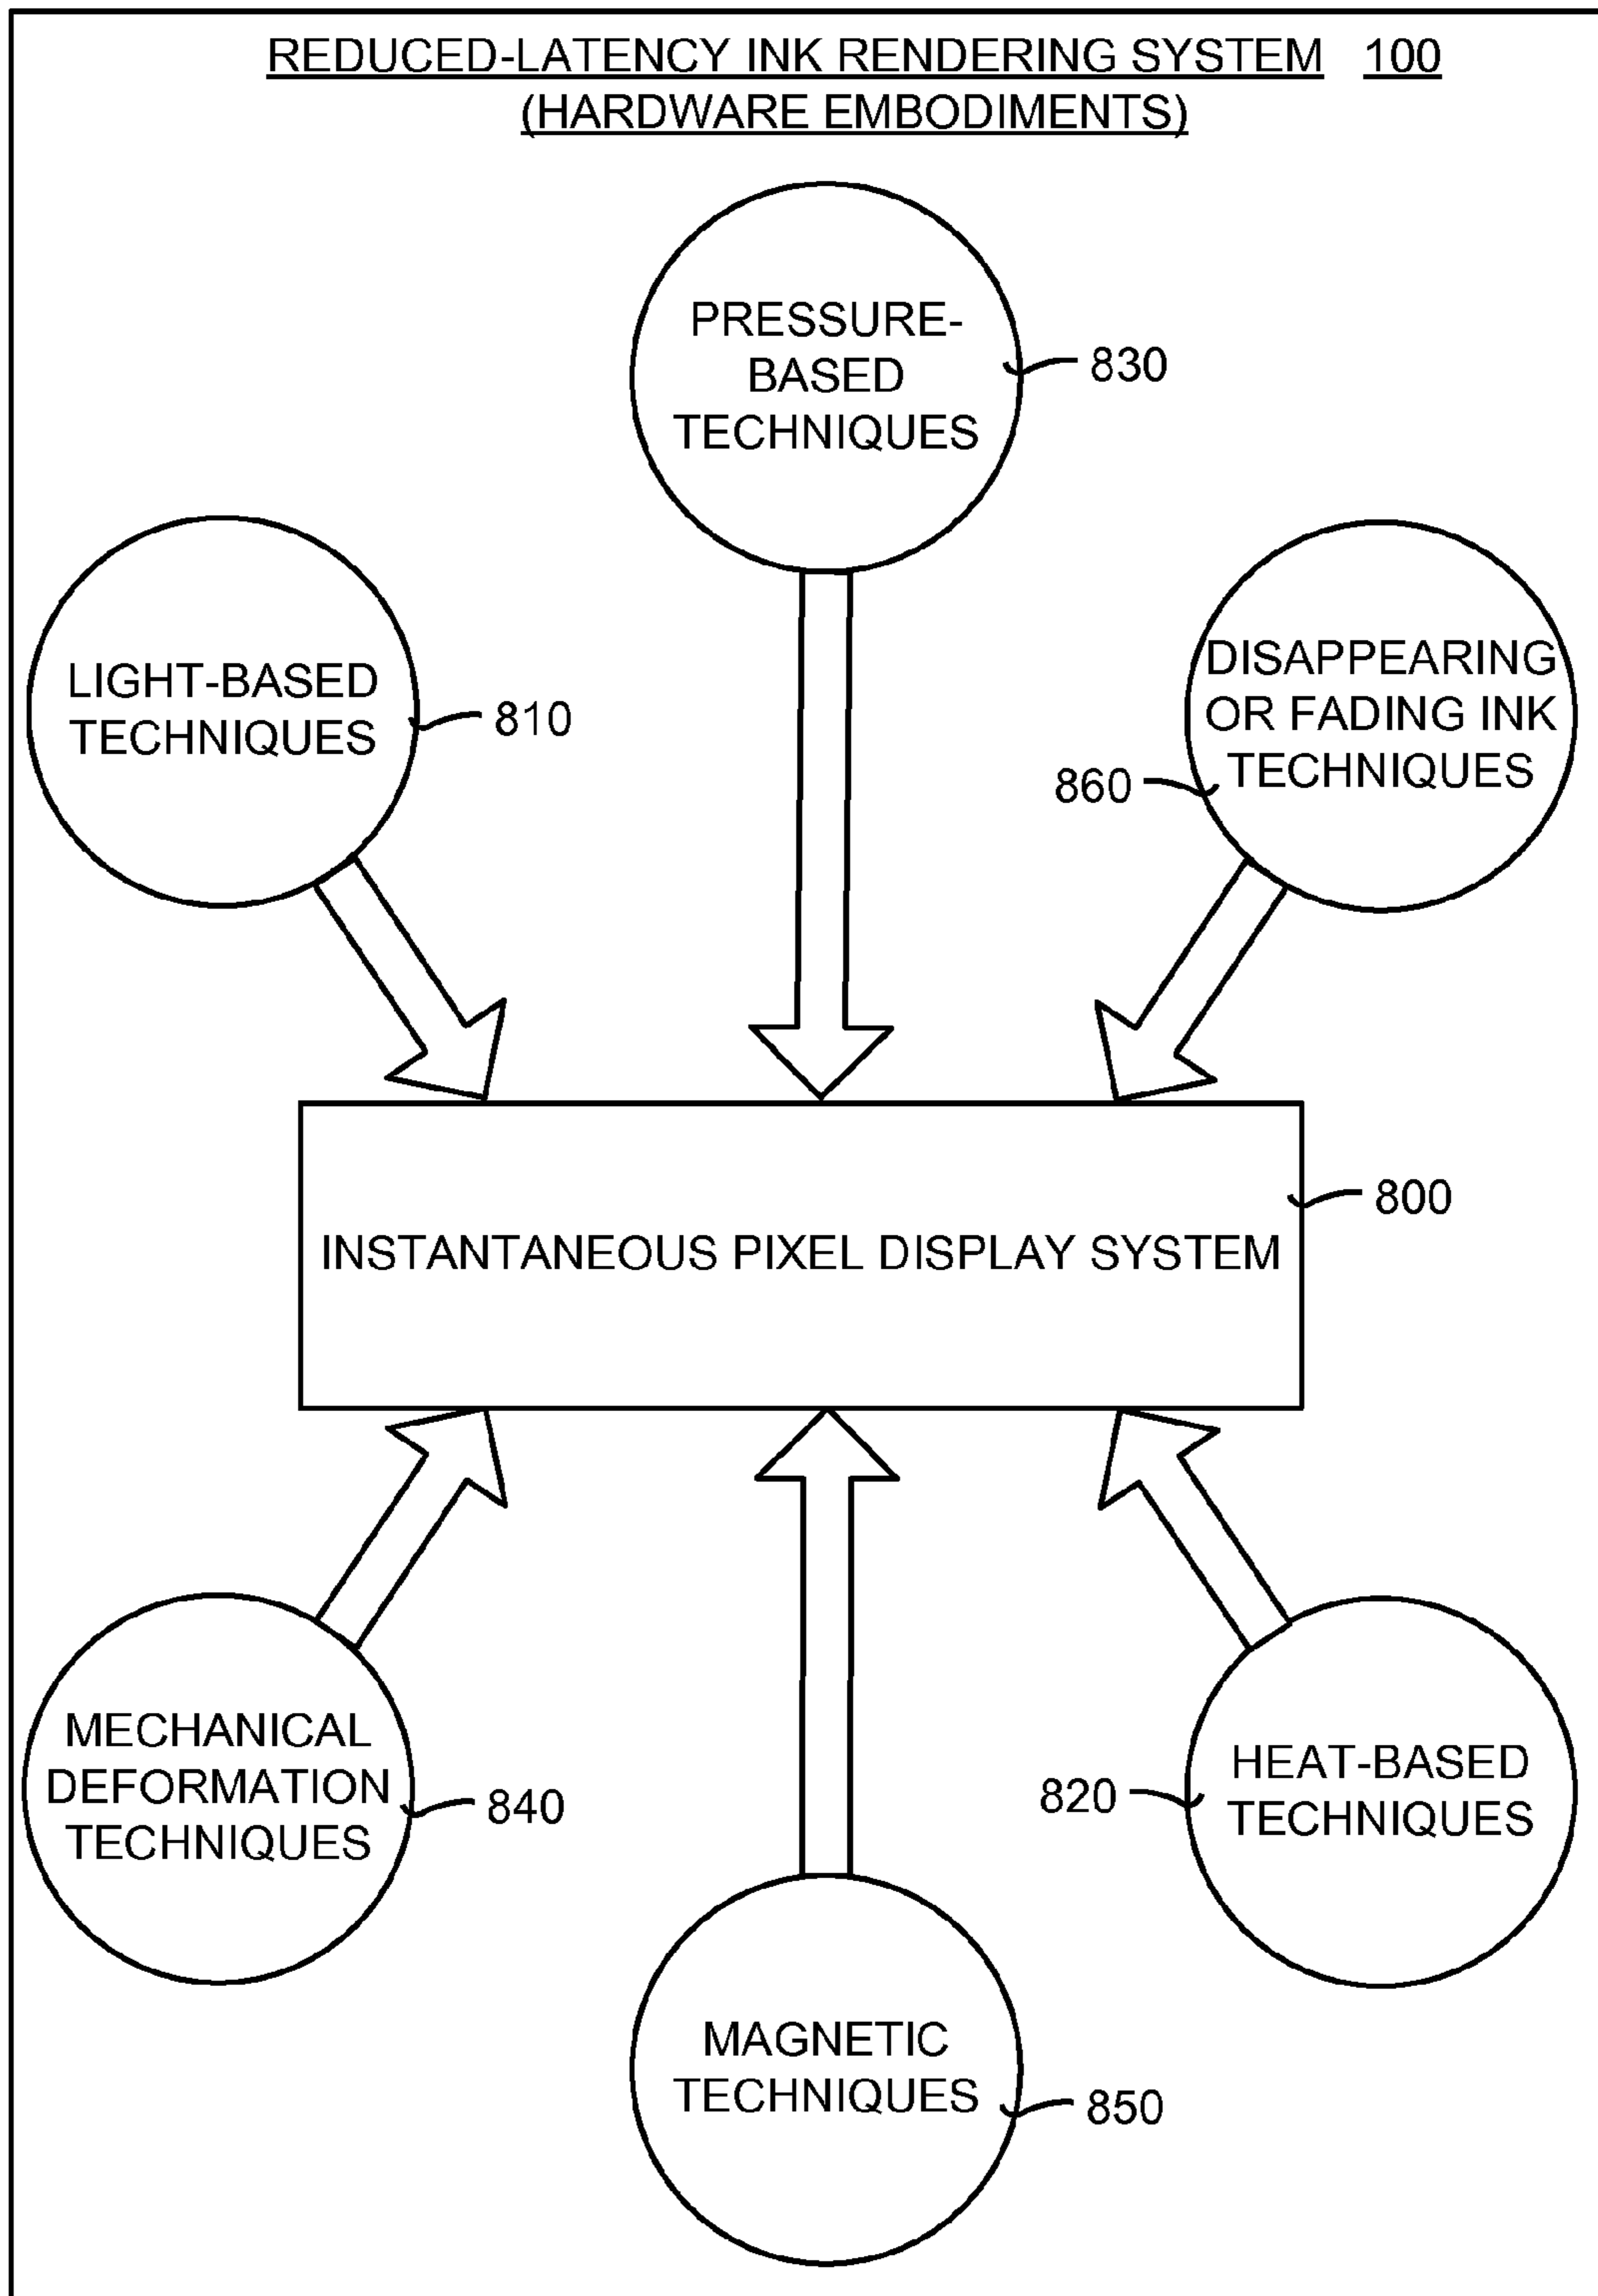 REDUCED-LATENCY INK RENDERING SYSTEM 100
(HARDWARE EMBODIMENTS)
PRESSURE-
BASED
TECHNIQUES
830
LIGHT-BASED
TECHNIQUES
810
DISAPPEARING
OR FADING INK
TECHNIQUES
860
INSTANTANEOUS PIXEL DISPLAY SYSTEM
800
MECHANICAL
DEFORMATION
TECHNIQUES
840
HEAT-BASED
TECHNIQUES
820
MAGNETIC
TECHNIQUES
850